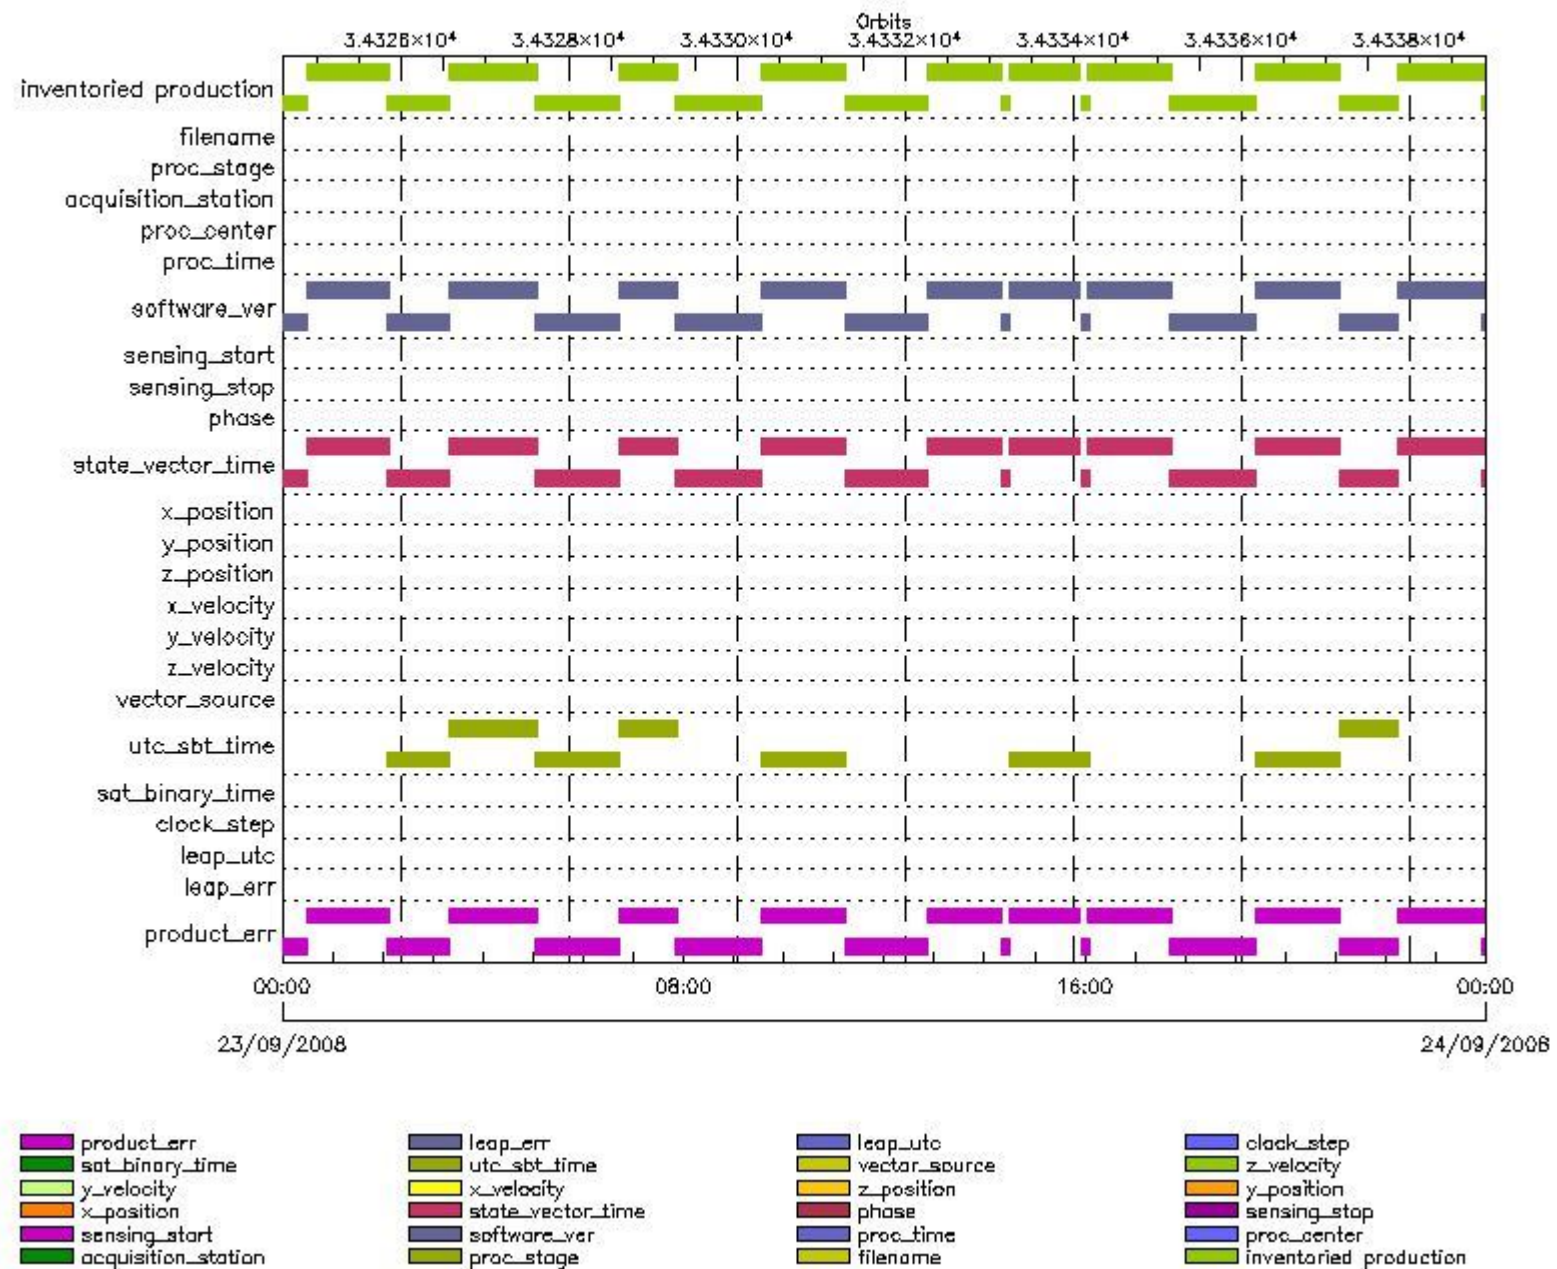 Orbits
3.4326×10⁴ 3.4328×10⁴ 3.4330×10⁴ 3.4332×10⁴ 3.4334×10⁴ 3.4336×10⁴ 3.4338×10⁴
inventoried production
filename
proc_stage
acquisition_station
proc_center
proc_time
software_ver
sensing_start
sensing_stop
phase
state_vector_time
x_position
y_position
z_position
x_velocity
y_velocity
z_velocity
vector_source
utc_sbt_time
sat_binary_time
clock_step
leap_utc
leap_err
product_err
00:00 08:00 16:00 00:00
23/09/2008 24/09/2008
product_err leap_err leap_utc clock_step
sat_binary_time utc_sbt_time vector_source z_velocity
y_velocity x_velocity z_position y_position
x_position state_vector_time phase sensing_stop
sensing_start software_ver proc_time proc_center
acquisition_station proc_stage filename inventoried production